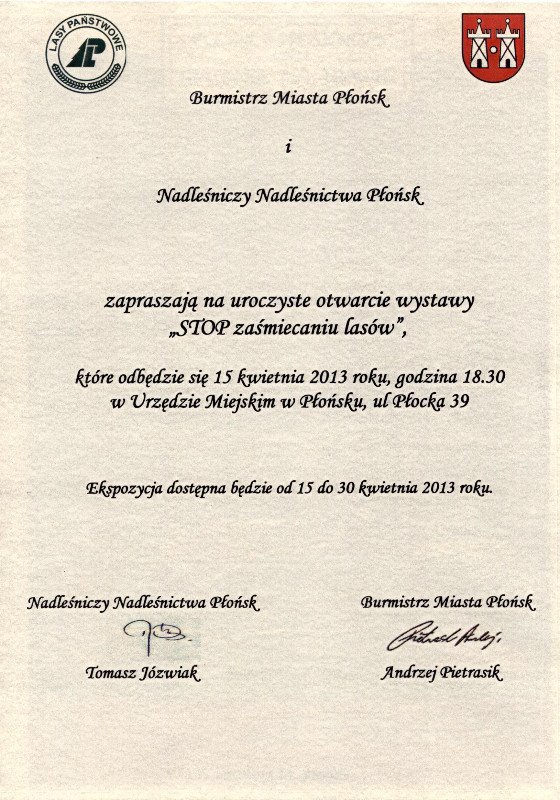 LASY PAŃSTWOWE
Burmistrz Miasta Płońsk
i
Nadleśniczy Nadleśnictwa Płońsk
zapraszają na uroczyste otwarcie wystawy
„STOP zaśmiecaniu lasów”,
które odbędzie się 15 kwietnia 2013 roku, godzina 18.30
w Urzędzie Miejskim w Płońsku, ul Płocka 39
Ekspozycja dostępna będzie od 15 do 30 kwietnia 2013 roku.
Nadleśniczy Nadleśnictwa Płońsk
Burmistrz Miasta Płońsk
Tomasz Józwiak
Andrzej Pietrasik